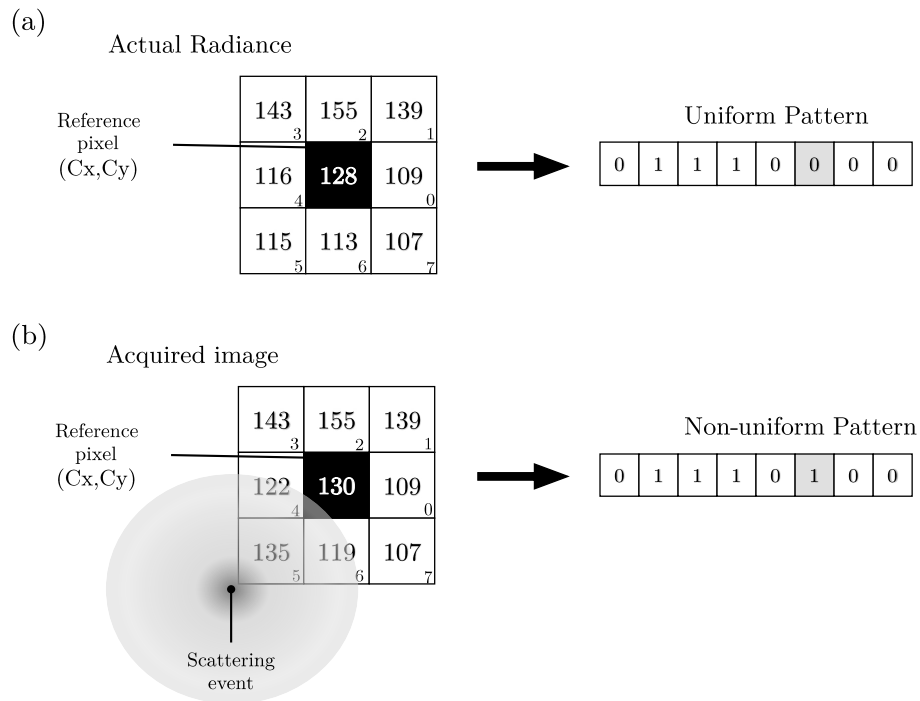 (a)
Actual Radiance
Reference
pixel
(Cx,Cy)
143 155 139
3 2 1
116 128 109
4 0
115 113 107
5 6 7
Uniform Pattern
0 1 1 1 0 0 0 0
(b)
Acquired image
Reference
pixel
(Cx,Cy)
143 155 139
3 2 1
122 130 109
4 0
135 119 107
5 6 7
Scattering
event
Non-uniform Pattern
0 1 1 1 0 1 0 0